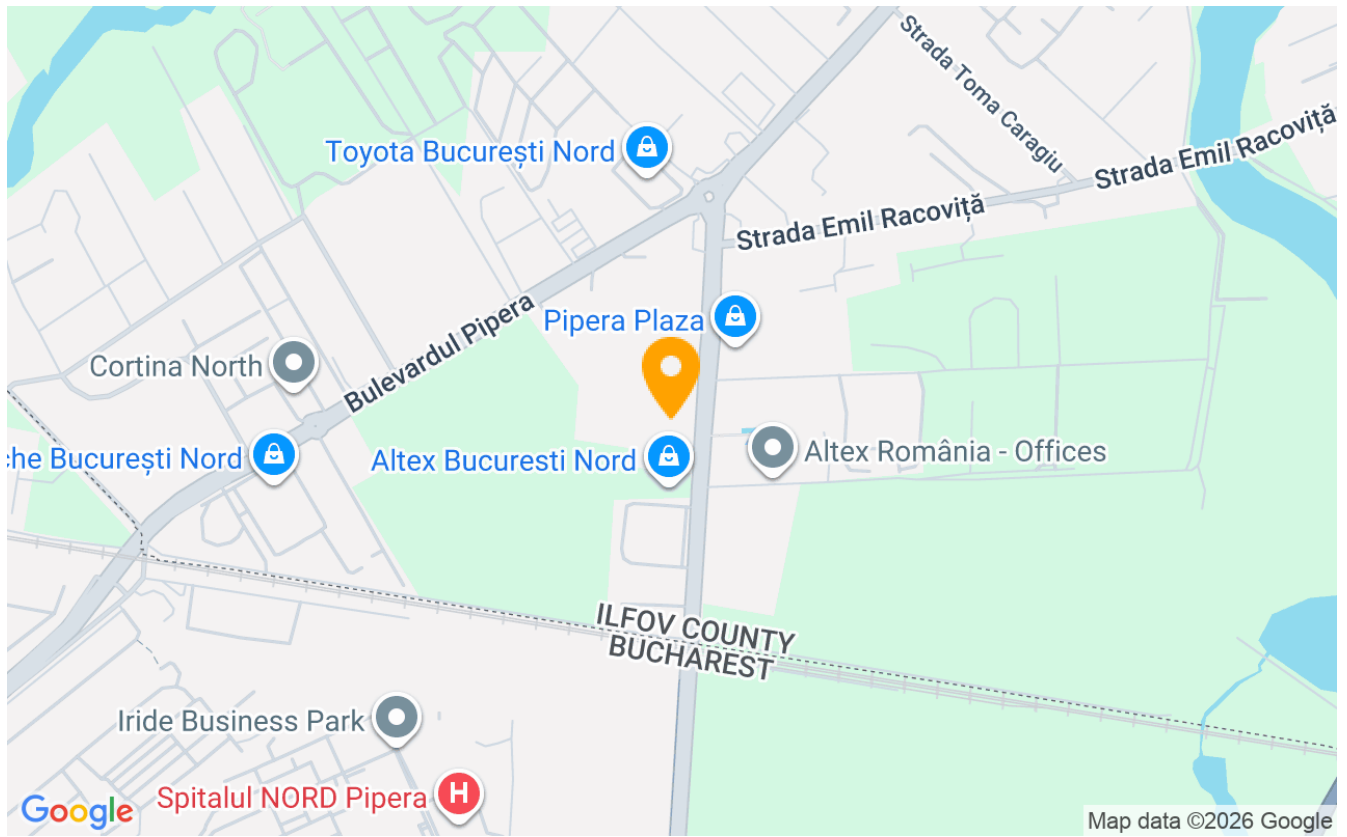 Strada Toma Caragiu
Strada Emil Racoviță
Toyota București Nord
Strada Emil Racoviță
Bulevardul Pipera
Pipera Plaza
Cortina North
che București Nord
Altex Bucuresti Nord
Altex România - Offices
ILFOV COUNTY
BUCHAREST
Iride Business Park
Spitalul NORD Pipera
H
Google
Map data ©2026 Google